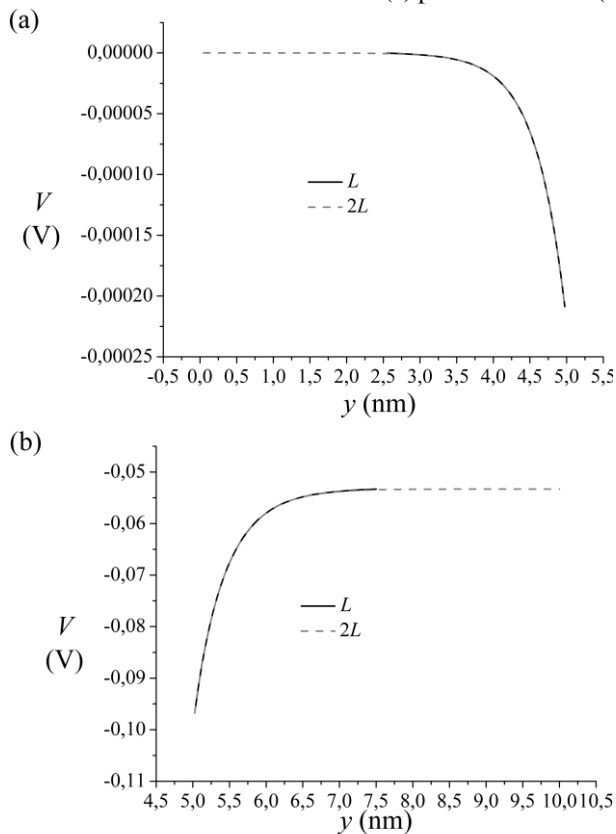 (a)
0,00000
-0,00005
-0,00010
-0,00015
-0,00020
-0,00025
V
(V)
L
2L
-0,5 0,0 0,5 1,0 1,5 2,0 2,5 3,0 3,5 4,0 4,5 5,0 5,5
y (nm)
(b)
-0,05
-0,06
-0,07
-0,08
-0,09
-0,10
-0,11
V
(V)
L
2L
4,5 5,0 5,5 6,0 6,5 7,0 7,5 8,0 8,5 9,0 9,5 10,0 10,5
y (nm)